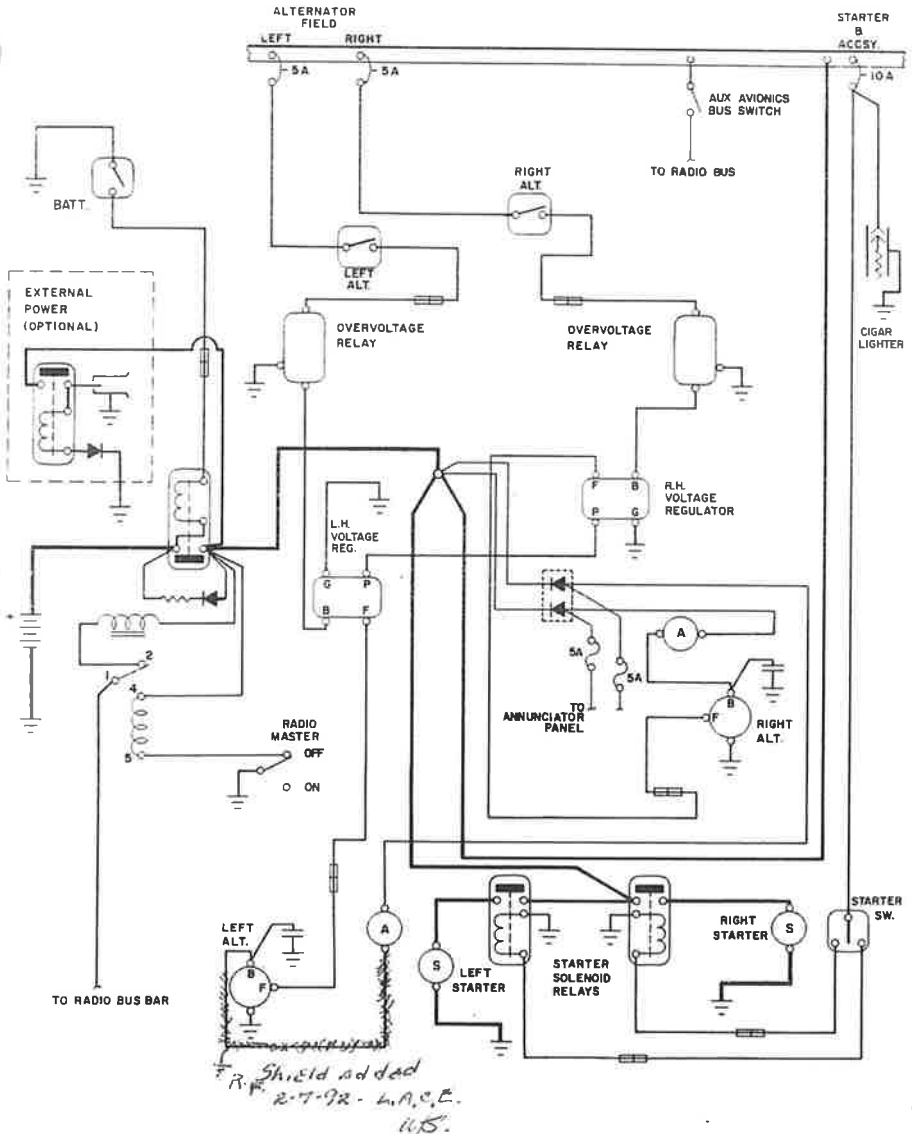 ALTERNATOR
FIELD
LEFT
RIGHT
5A
5A
STARTER
&
ACCSY.
10A
AUX AVIONICS
BUS SWITCH
TO RADIO BUS
BATT.
RIGHT
ALT.
LEFT
ALT.
EXTERNAL
POWER
(OPTIONAL)
OVERVOLTAGE
RELAY
OVERVOLTAGE
RELAY
CIGAR
LIGHTER
F B
P G
R.H.
VOLTAGE
REGULATOR
L.H.
VOLTAGE
REG.
G P
B F
+
5A
5A
A
B
F
RIGHT
ALT.
TO
ANNUNCIATOR
PANEL
2
1
4
5
RADIO
MASTER
OFF
ON
LEFT
ALT.
B
F
A
S
LEFT
STARTER
STARTER
SOLENOID
RELAYS
RIGHT
STARTER
S
STARTER
SW.
TO RADIO BUS BAR
Shield added
2-7-92 - L.A.C.E.